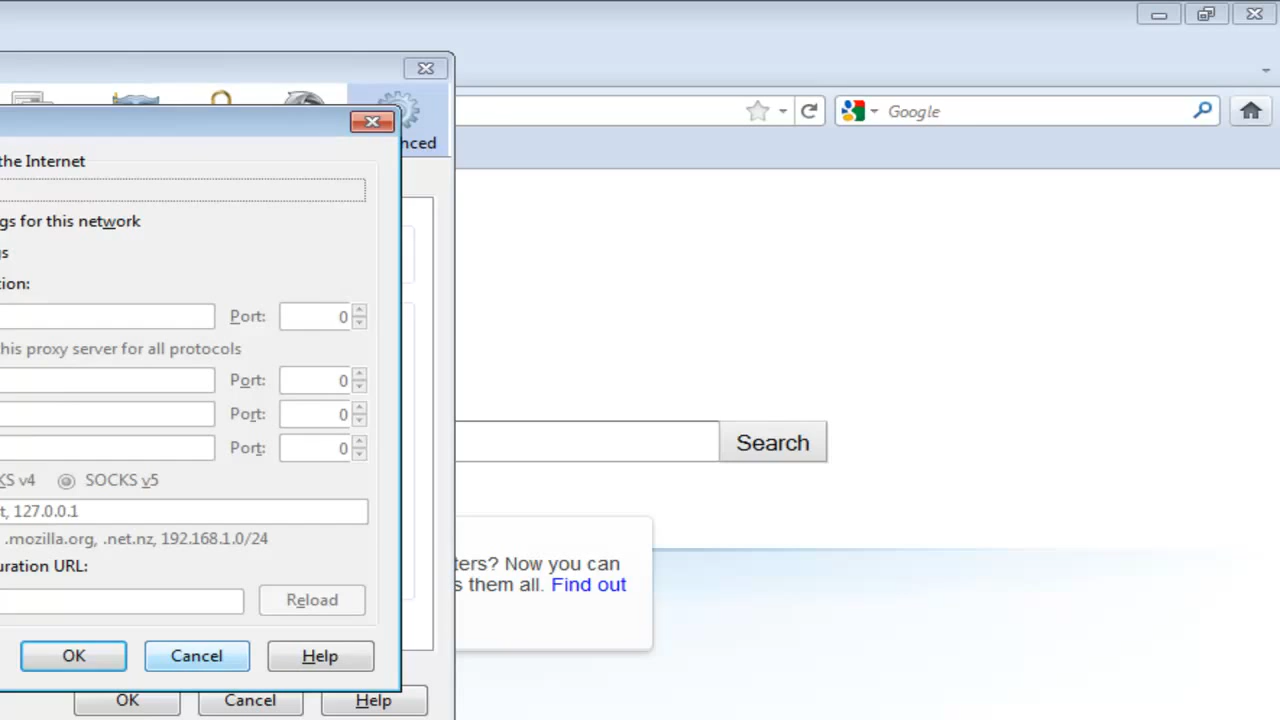 Google
nced
the Internet
gs for this network
gs
tion:
Port: 0
his proxy server for all protocols
Port: 0
Port: 0
Port: 0
KS v4 SOCKS v5
t, 127.0.0.1
.mozilla.org, .net.nz, 192.168.1.0/24
uration URL:
Reload
OK Cancel Help
OK Cancel Help
Search
ters? Now you can
s them all. Find out